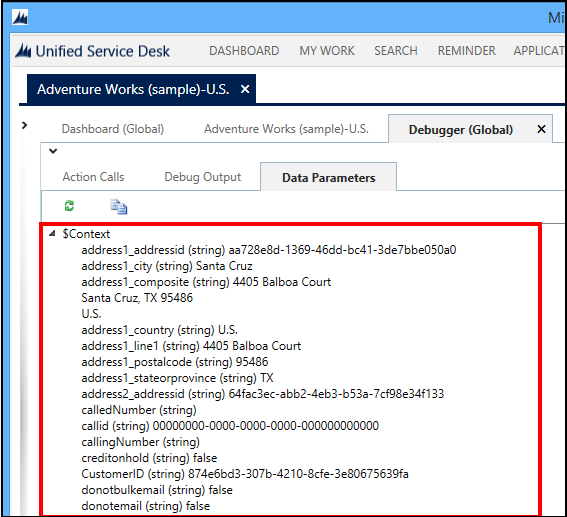 Mi
Unified Service Desk DASHBOARD MY WORK SEARCH REMINDER APPLICAT
Adventure Works (sample)-U.S. ×
Dashboard (Global) Adventure Works (sample)-U.S. Debugger (Global) ×
Action Calls Debug Output Data Parameters
$Context
address1_addressid (string) aa728e8d-1369-46dd-bc41-3de7bbe050a0
address1_city (string) Santa Cruz
address1_composite (string) 4405 Balboa Court
Santa Cruz, TX 95486
U.S.
address1_country (string) U.S.
address1_line1 (string) 4405 Balboa Court
address1_postalcode (string) 95486
address1_stateorprovince (string) TX
address2_addressid (string) 64fac3ec-abb2-4eb3-b53a-7cf98e34f133
calledNumber (string)
callid (string) 00000000-0000-0000-0000-000000000000
callingNumber (string)
creditonhold (string) false
CustomerID (string) 874e6bd3-307b-4210-8cfe-3e80675639fa
donotbulkemail (string) false
donotemail (string) false